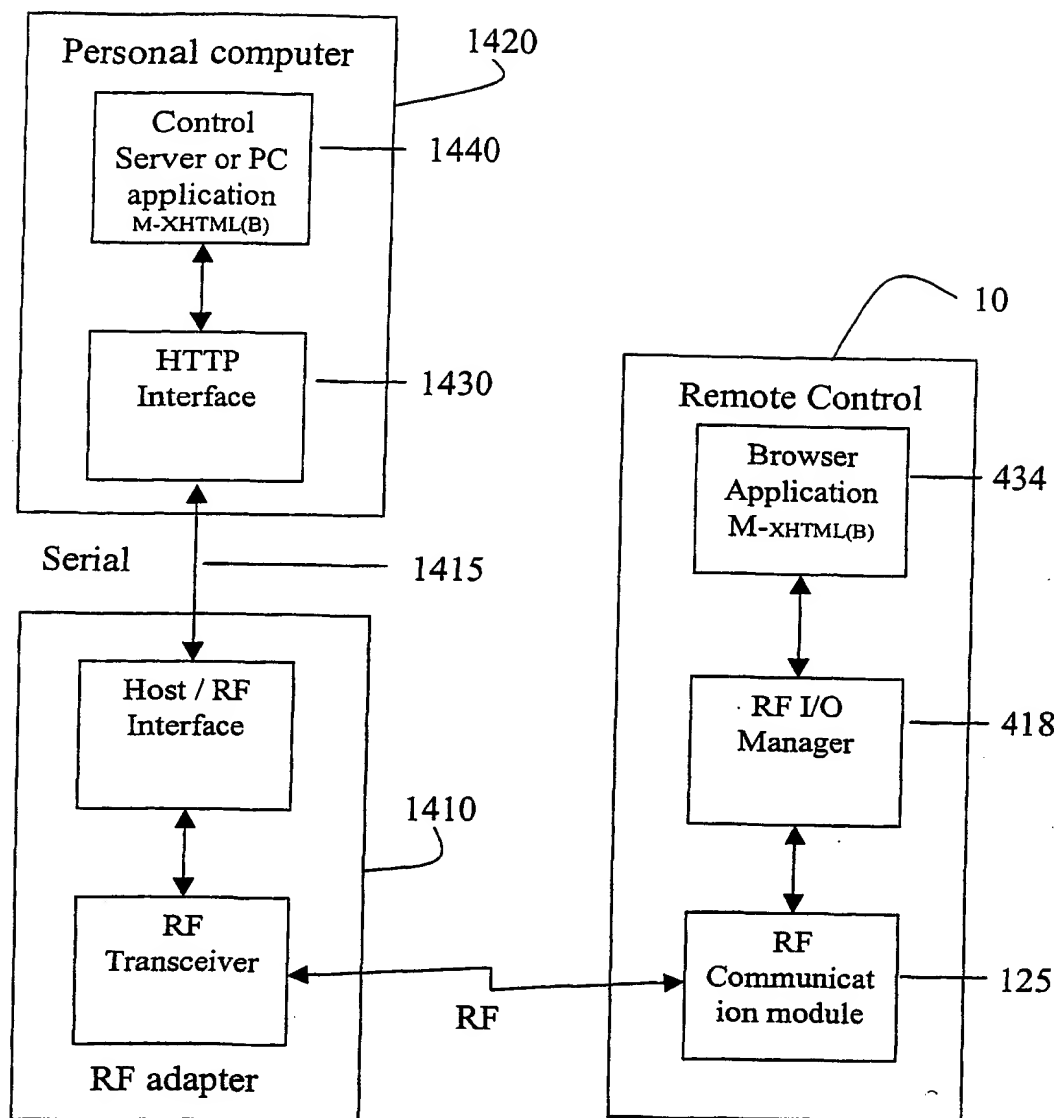 Personal computer
1420
Control
Server or PC
application
M-XHTML(B)
1440
HTTP
Interface
1430
Serial
1415
Host / RF
Interface
1410
RF
Transceiver
RF adapter
RF
10
Remote Control
Browser
Application
M-XHTML(B)
434
RF I/O
Manager
418
RF
Communicat
ion module
125